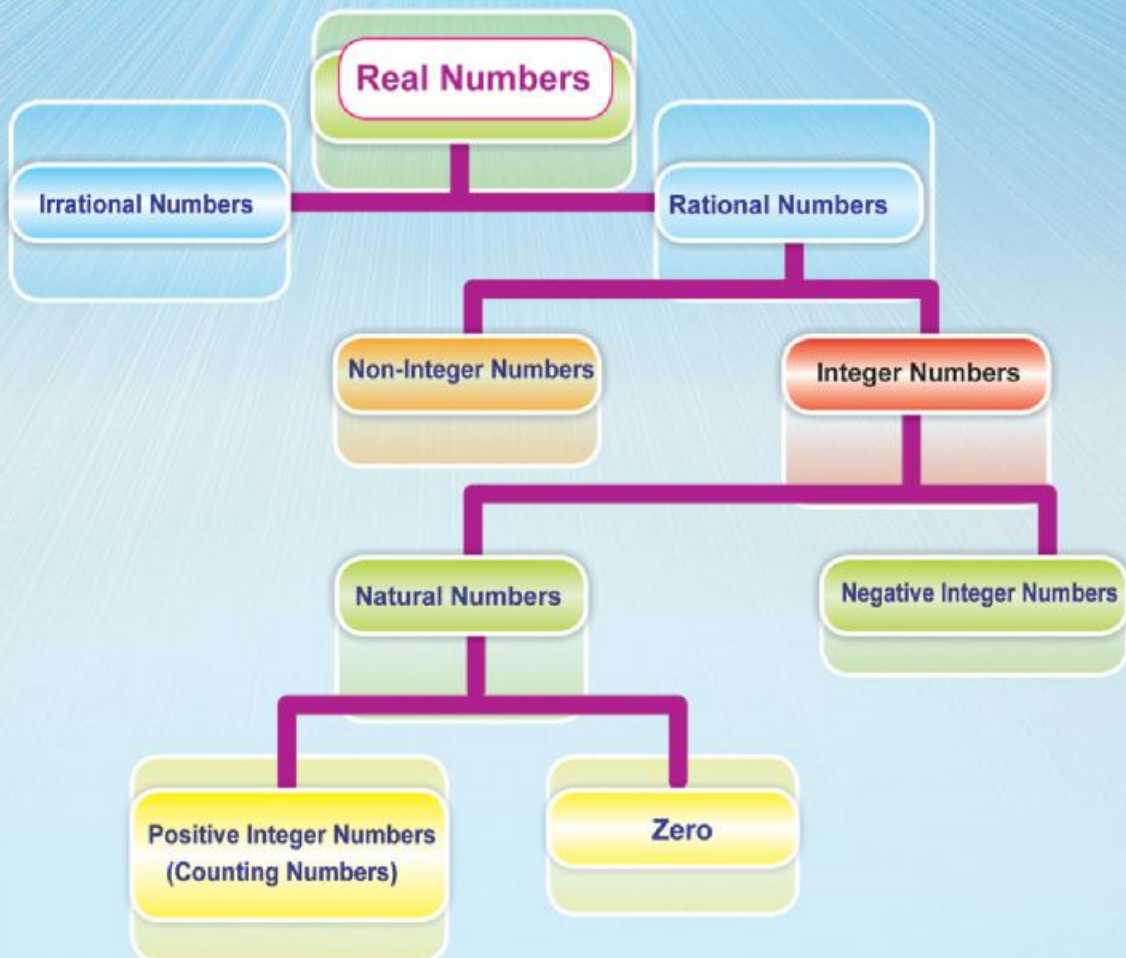 Real Numbers
Irrational Numbers
Rational Numbers
Non-Integer Numbers
Integer Numbers
Natural Numbers
Negative Integer Numbers
Positive Integer Numbers
(Counting Numbers)
Zero